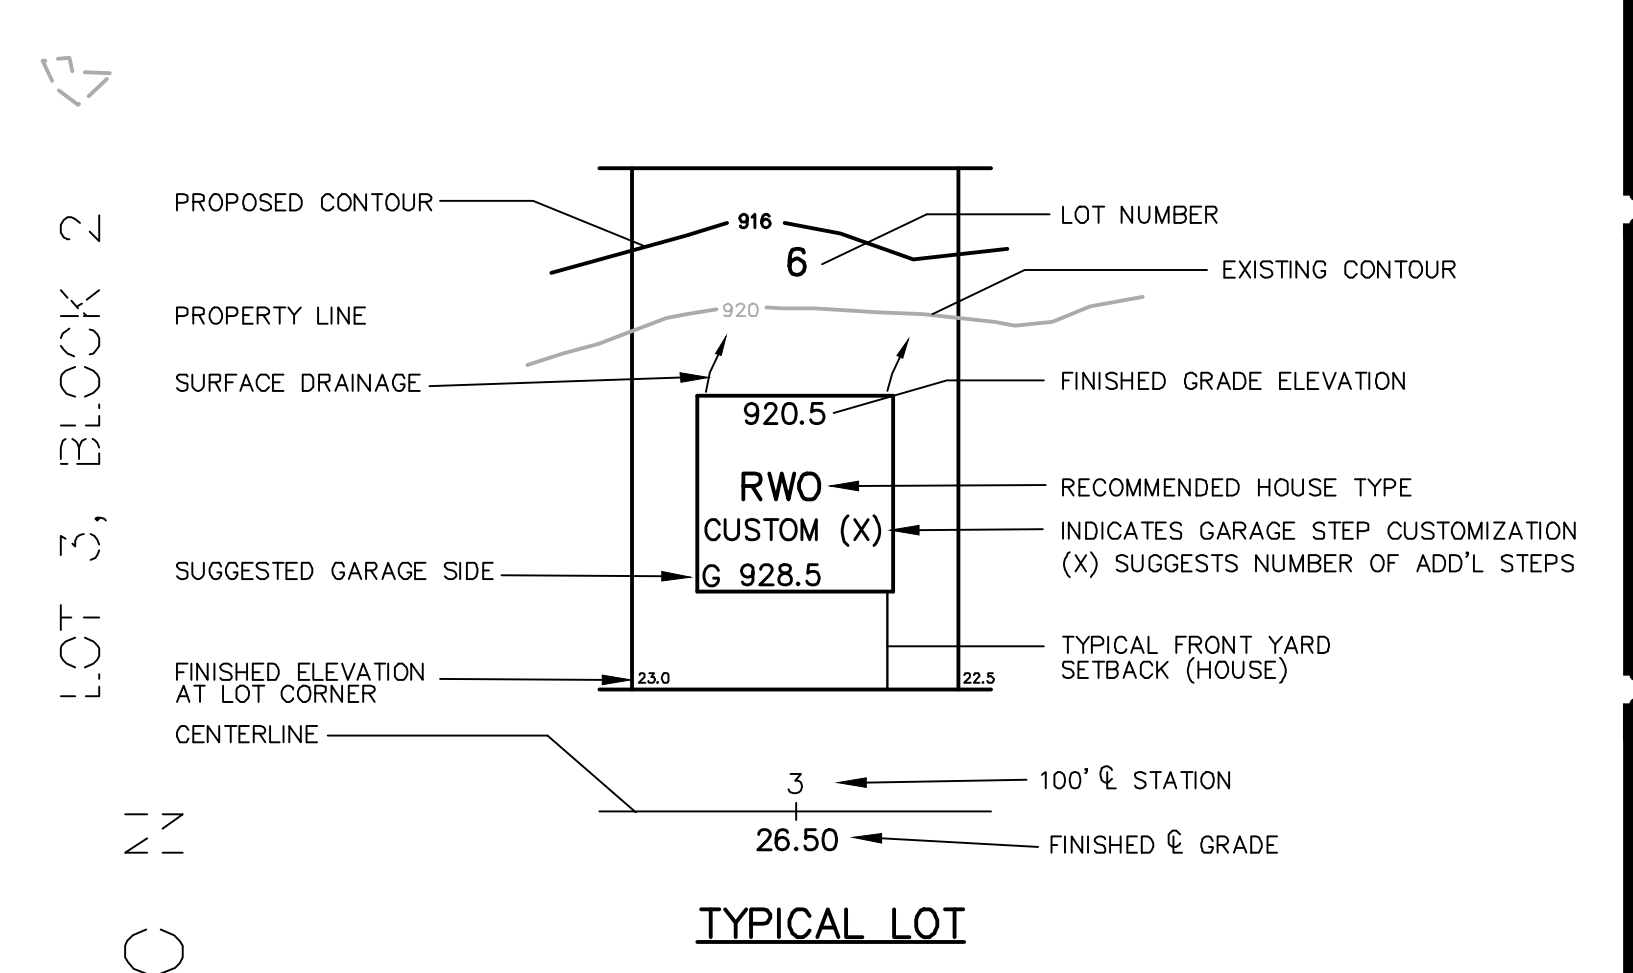 PROPOSED CONTOUR
916
LOT NUMBER
6
EXISTING CONTOUR
PROPERTY LINE
920
SURFACE DRAINAGE
FINISHED GRADE ELEVATION
920.5
RWO
RECOMMENDED HOUSE TYPE
CUSTOM (X)
INDICATES GARAGE STEP CUSTOMIZATION
(X) SUGGESTS NUMBER OF ADD'L STEPS
SUGGESTED GARAGE SIDE
G 928.5
TYPICAL FRONT YARD
SETBACK (HOUSE)
FINISHED ELEVATION
AT LOT CORNER
23.0
22.5
CENTERLINE
3
100' ℄ STATION
26.50
FINISHED ℄ GRADE
TYPICAL LOT
LOT 3, BLOCK 2